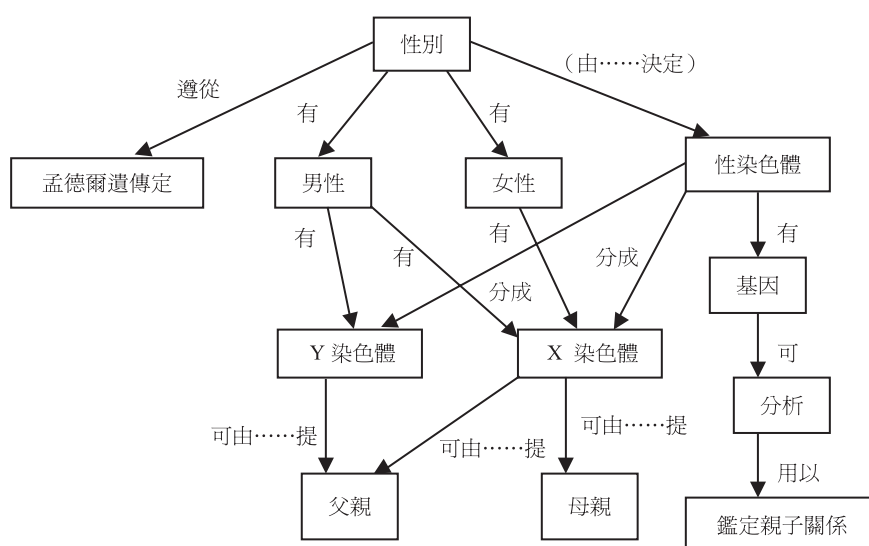 性別
（由……決定）
遵從
有
有
孟德爾遺傳定
男性
女性
性染色體
有
有
有
分成
有
分成
基因
Y 染色體
X 染色體
可
分析
可由……提
可由……提
可由……提
用以
父親
母親
鑑定親子關係